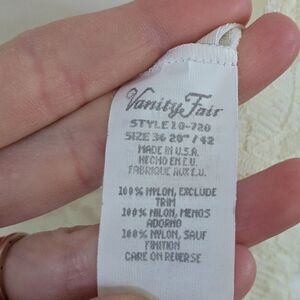 Vanity Fair
STYLE 10-720
SIZE 36 28" / 42
MADE IN U.S.A.
HECHO EN E.U.
FABRIQUE AUX E.U.
100% NYLON, EXCLUDE
TRIM
100% NILON, MENOS
ADORNO
100% NYLON, SAUF
FINITION
CARE ON REVERSE